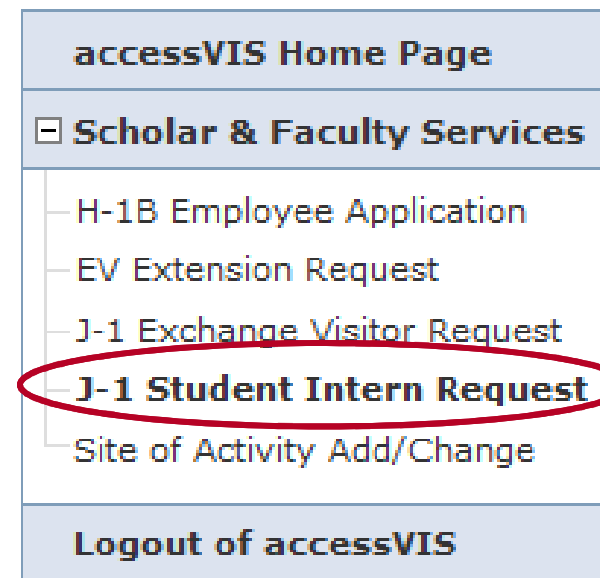 accessVIS Home Page
Scholar & Faculty Services
H-1B Employee Application
EV Extension Request
J-1 Exchange Visitor Request
J-1 Student Intern Request
Site of Activity Add/Change
Logout of accessVIS